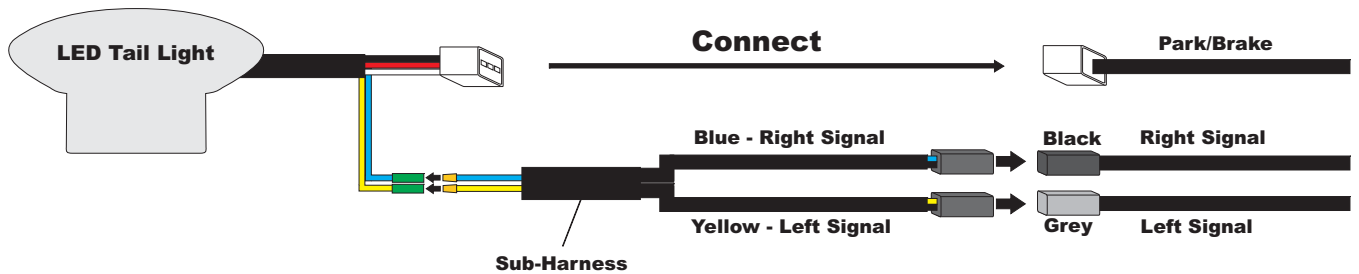 LED Tail Light
Connect
Park/Brake
Blue - Right Signal
Black
Right Signal
Yellow - Left Signal
Grey
Left Signal
Sub-Harness